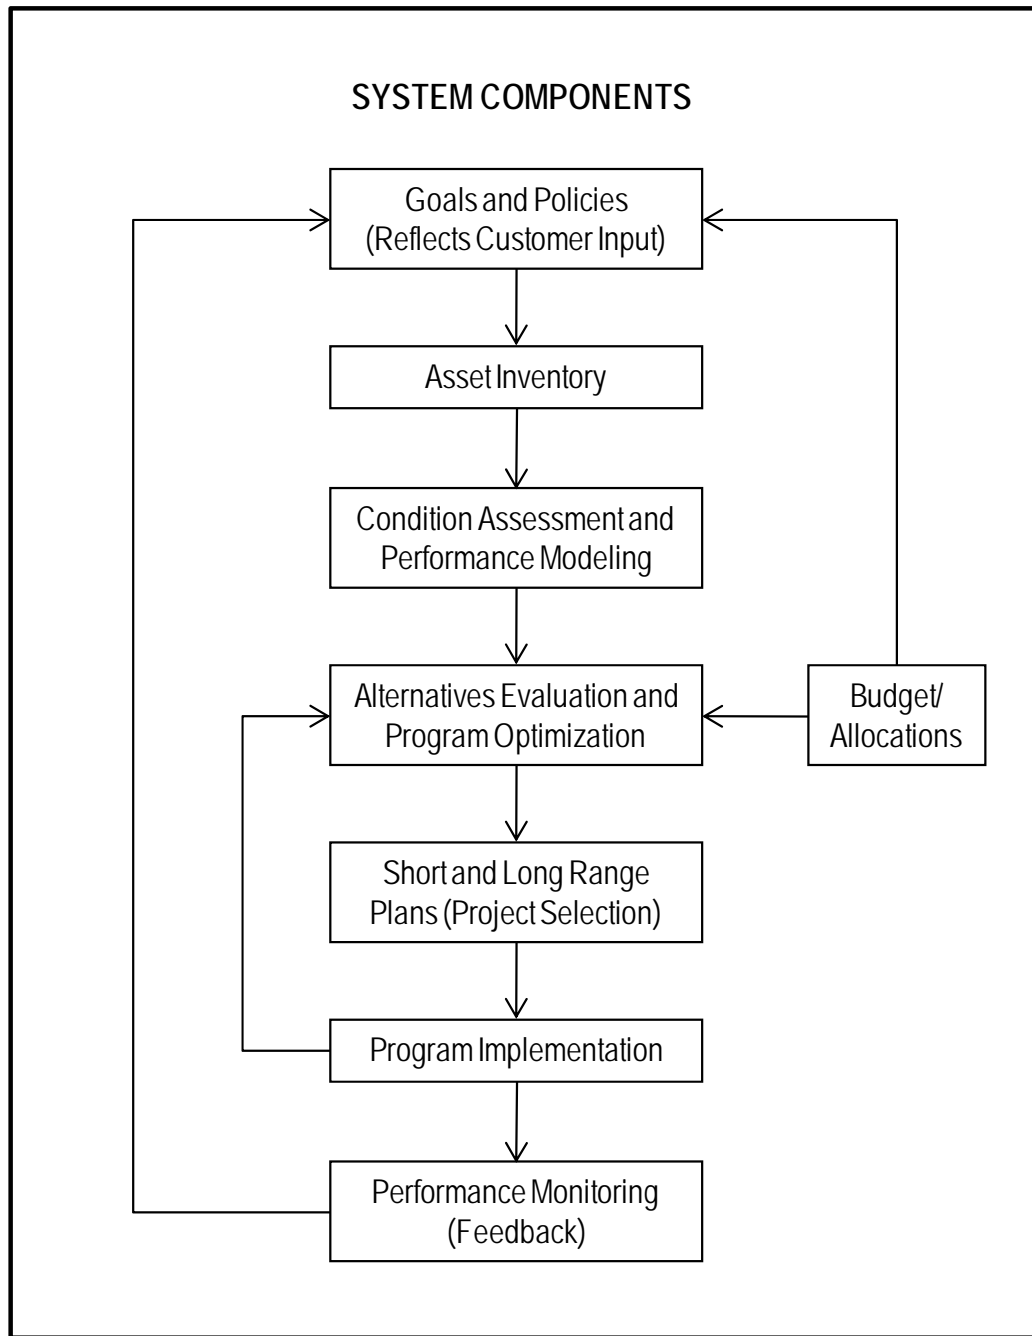 SYSTEM COMPONENTS
Goals and Policies
(Reflects Customer Input)
Asset Inventory
Condition Assessment and
Performance Modeling
Alternatives Evaluation and
Program Optimization
Budget/
Allocations
Short and Long Range
Plans (Project Selection)
Program Implementation
Performance Monitoring
(Feedback)